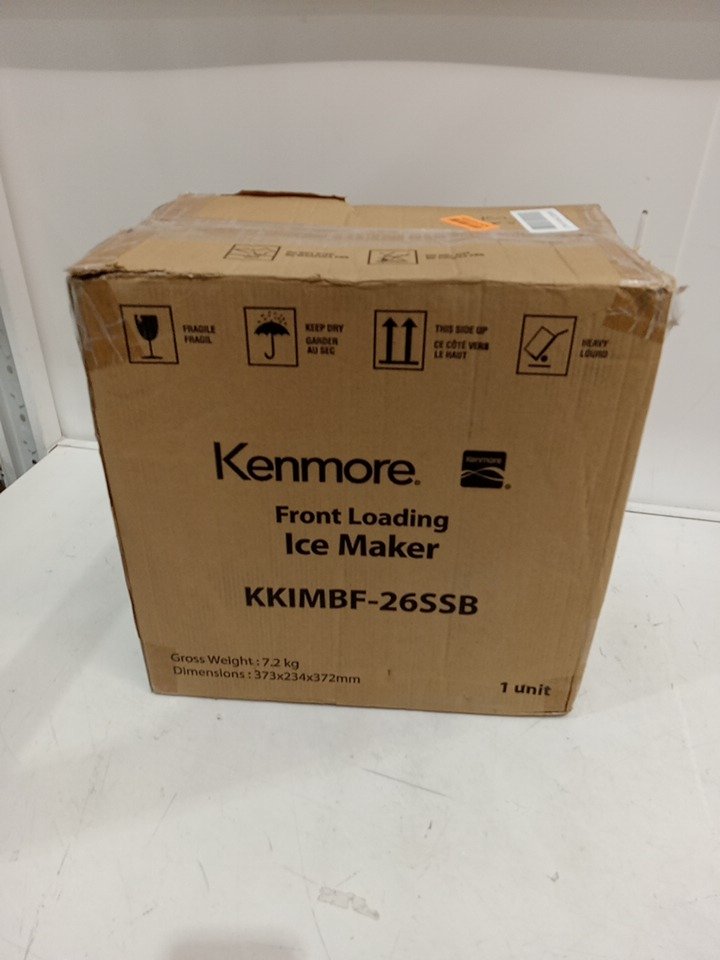 FRAGILE
FRAGIL
KEEP DRY
GARDER
AU SEC
THIS SIDE UP
CE CÔTÉ VERS
LE HAUT
HEAVY
LOURD
Kenmore
Kenmore
Front Loading
Ice Maker
KKIMBF-26SSB
Gross Weight : 7.2 kg
Dimensions : 373x234x372mm
1 unit